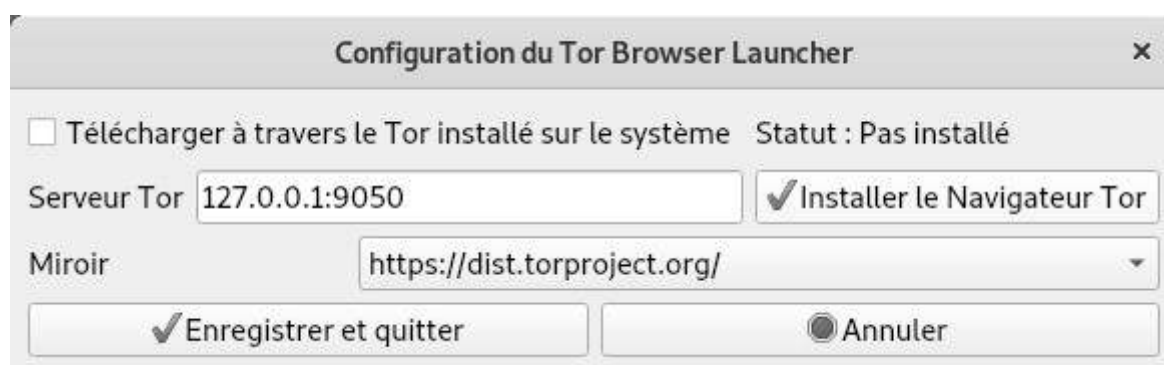 Configuration du Tor Browser Launcher ×
Télécharger à travers le Tor installé sur le système Statut : Pas installé
Serveur Tor 127.0.0.1:9050 Installer le Navigateur Tor
Miroir https://dist.torproject.org/
Enregistrer et quitter Annuler